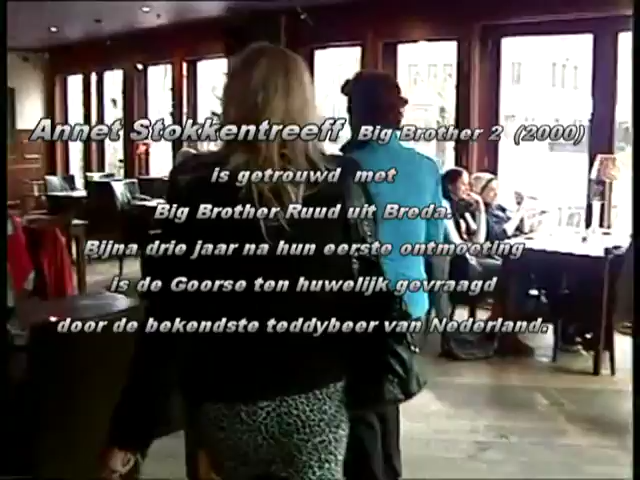 Annet Stokkentreeff Big Brother 2 (2000)
is getrouwd met
Big Brother Ruud uit Breda.
Bijna drie jaar na hun eerste ontmoeting
is de Goorse ten huwelijk gevraagd
door de bekendste teddybeer van Nederland.